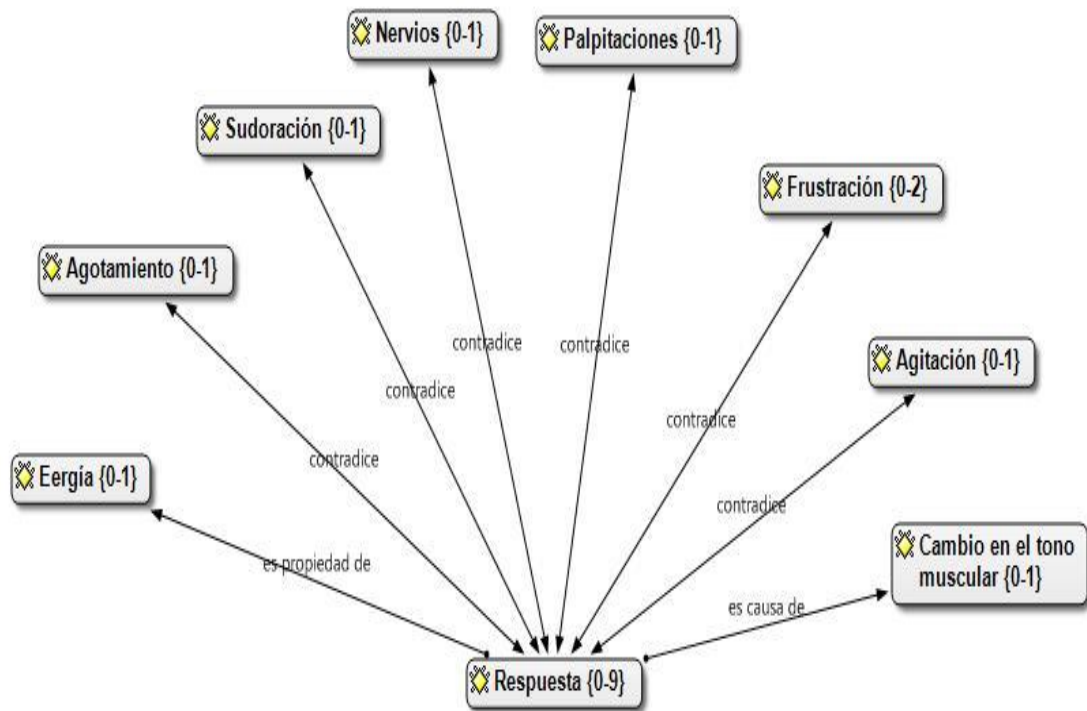 Nervios {0-1}
Palpitaciones {0-1}
Sudoración {0-1}
Frustración {0-2}
Agotamiento {0-1}
contradice
contradice
Agitación {0-1}
contradice
contradice
contradice
Eergía {0-1}
contradice
es propiedad de
Cambio en el tono
muscular {0-1}
es causa de
Respuesta {0-9}